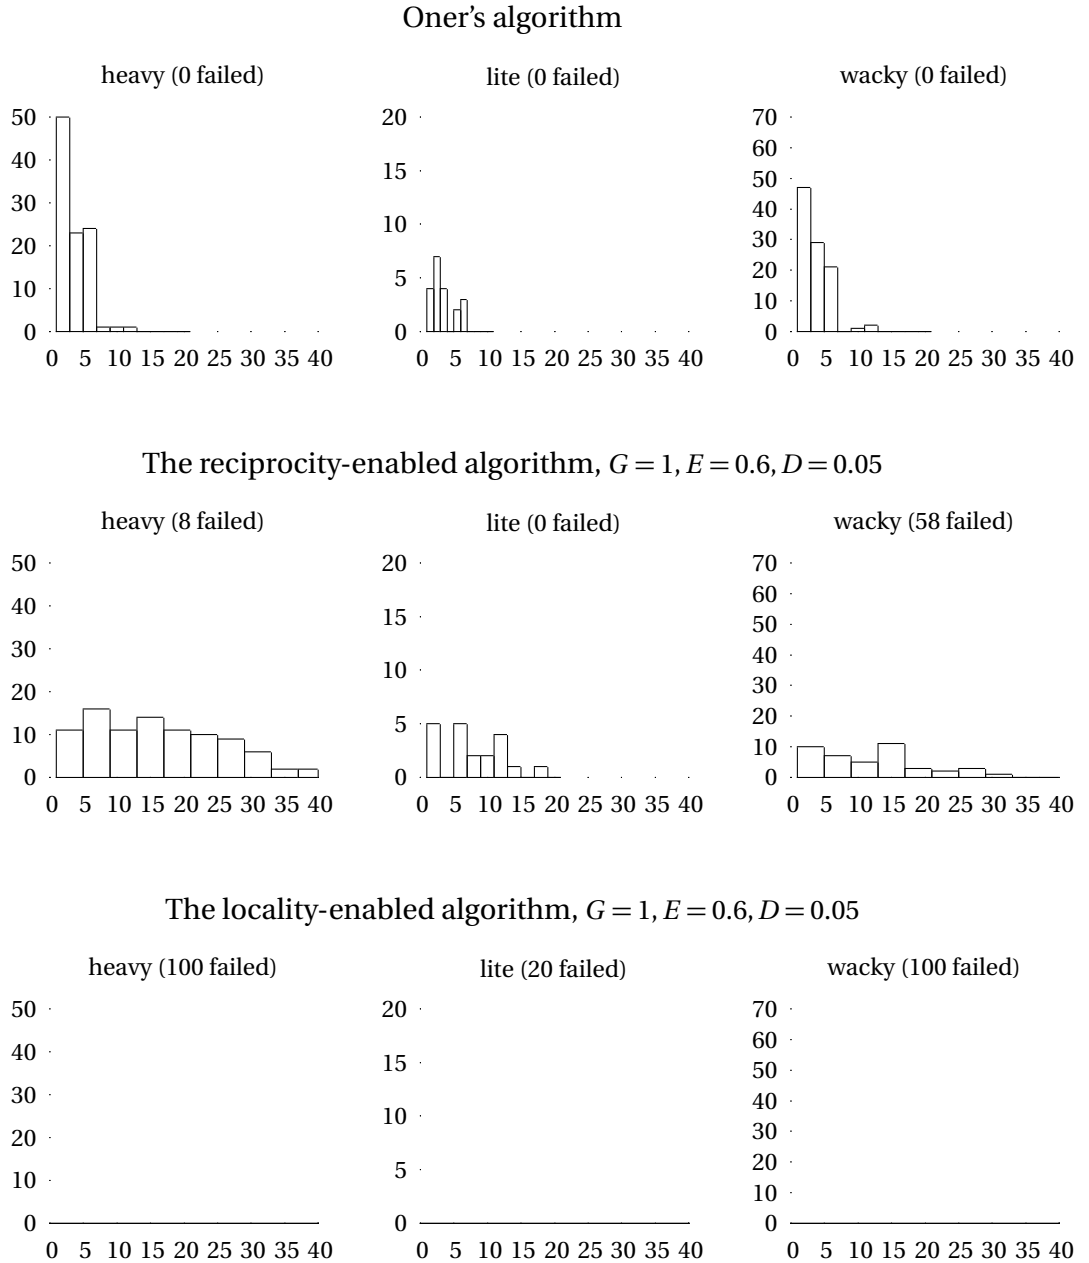 Oner's algorithm
heavy (0 failed)
lite (0 failed)
wacky (0 failed)
50
40
30
20
10
0
0 5 10 15 20 25 30 35 40
20
15
10
5
0
0 5 10 15 20 25 30 35 40
70
60
50
40
30
20
10
0
0 5 10 15 20 25 30 35 40
The reciprocity-enabled algorithm, G = 1, E = 0.6, D = 0.05
heavy (8 failed)
lite (0 failed)
wacky (58 failed)
50
40
30
20
10
0
0 5 10 15 20 25 30 35 40
20
15
10
5
0
0 5 10 15 20 25 30 35 40
70
60
50
40
30
20
10
0
0 5 10 15 20 25 30 35 40
The locality-enabled algorithm, G = 1, E = 0.6, D = 0.05
heavy (100 failed)
lite (20 failed)
wacky (100 failed)
50
40
30
20
10
0
0 5 10 15 20 25 30 35 40
20
15
10
5
0
0 5 10 15 20 25 30 35 40
70
60
50
40
30
20
10
0
0 5 10 15 20 25 30 35 40